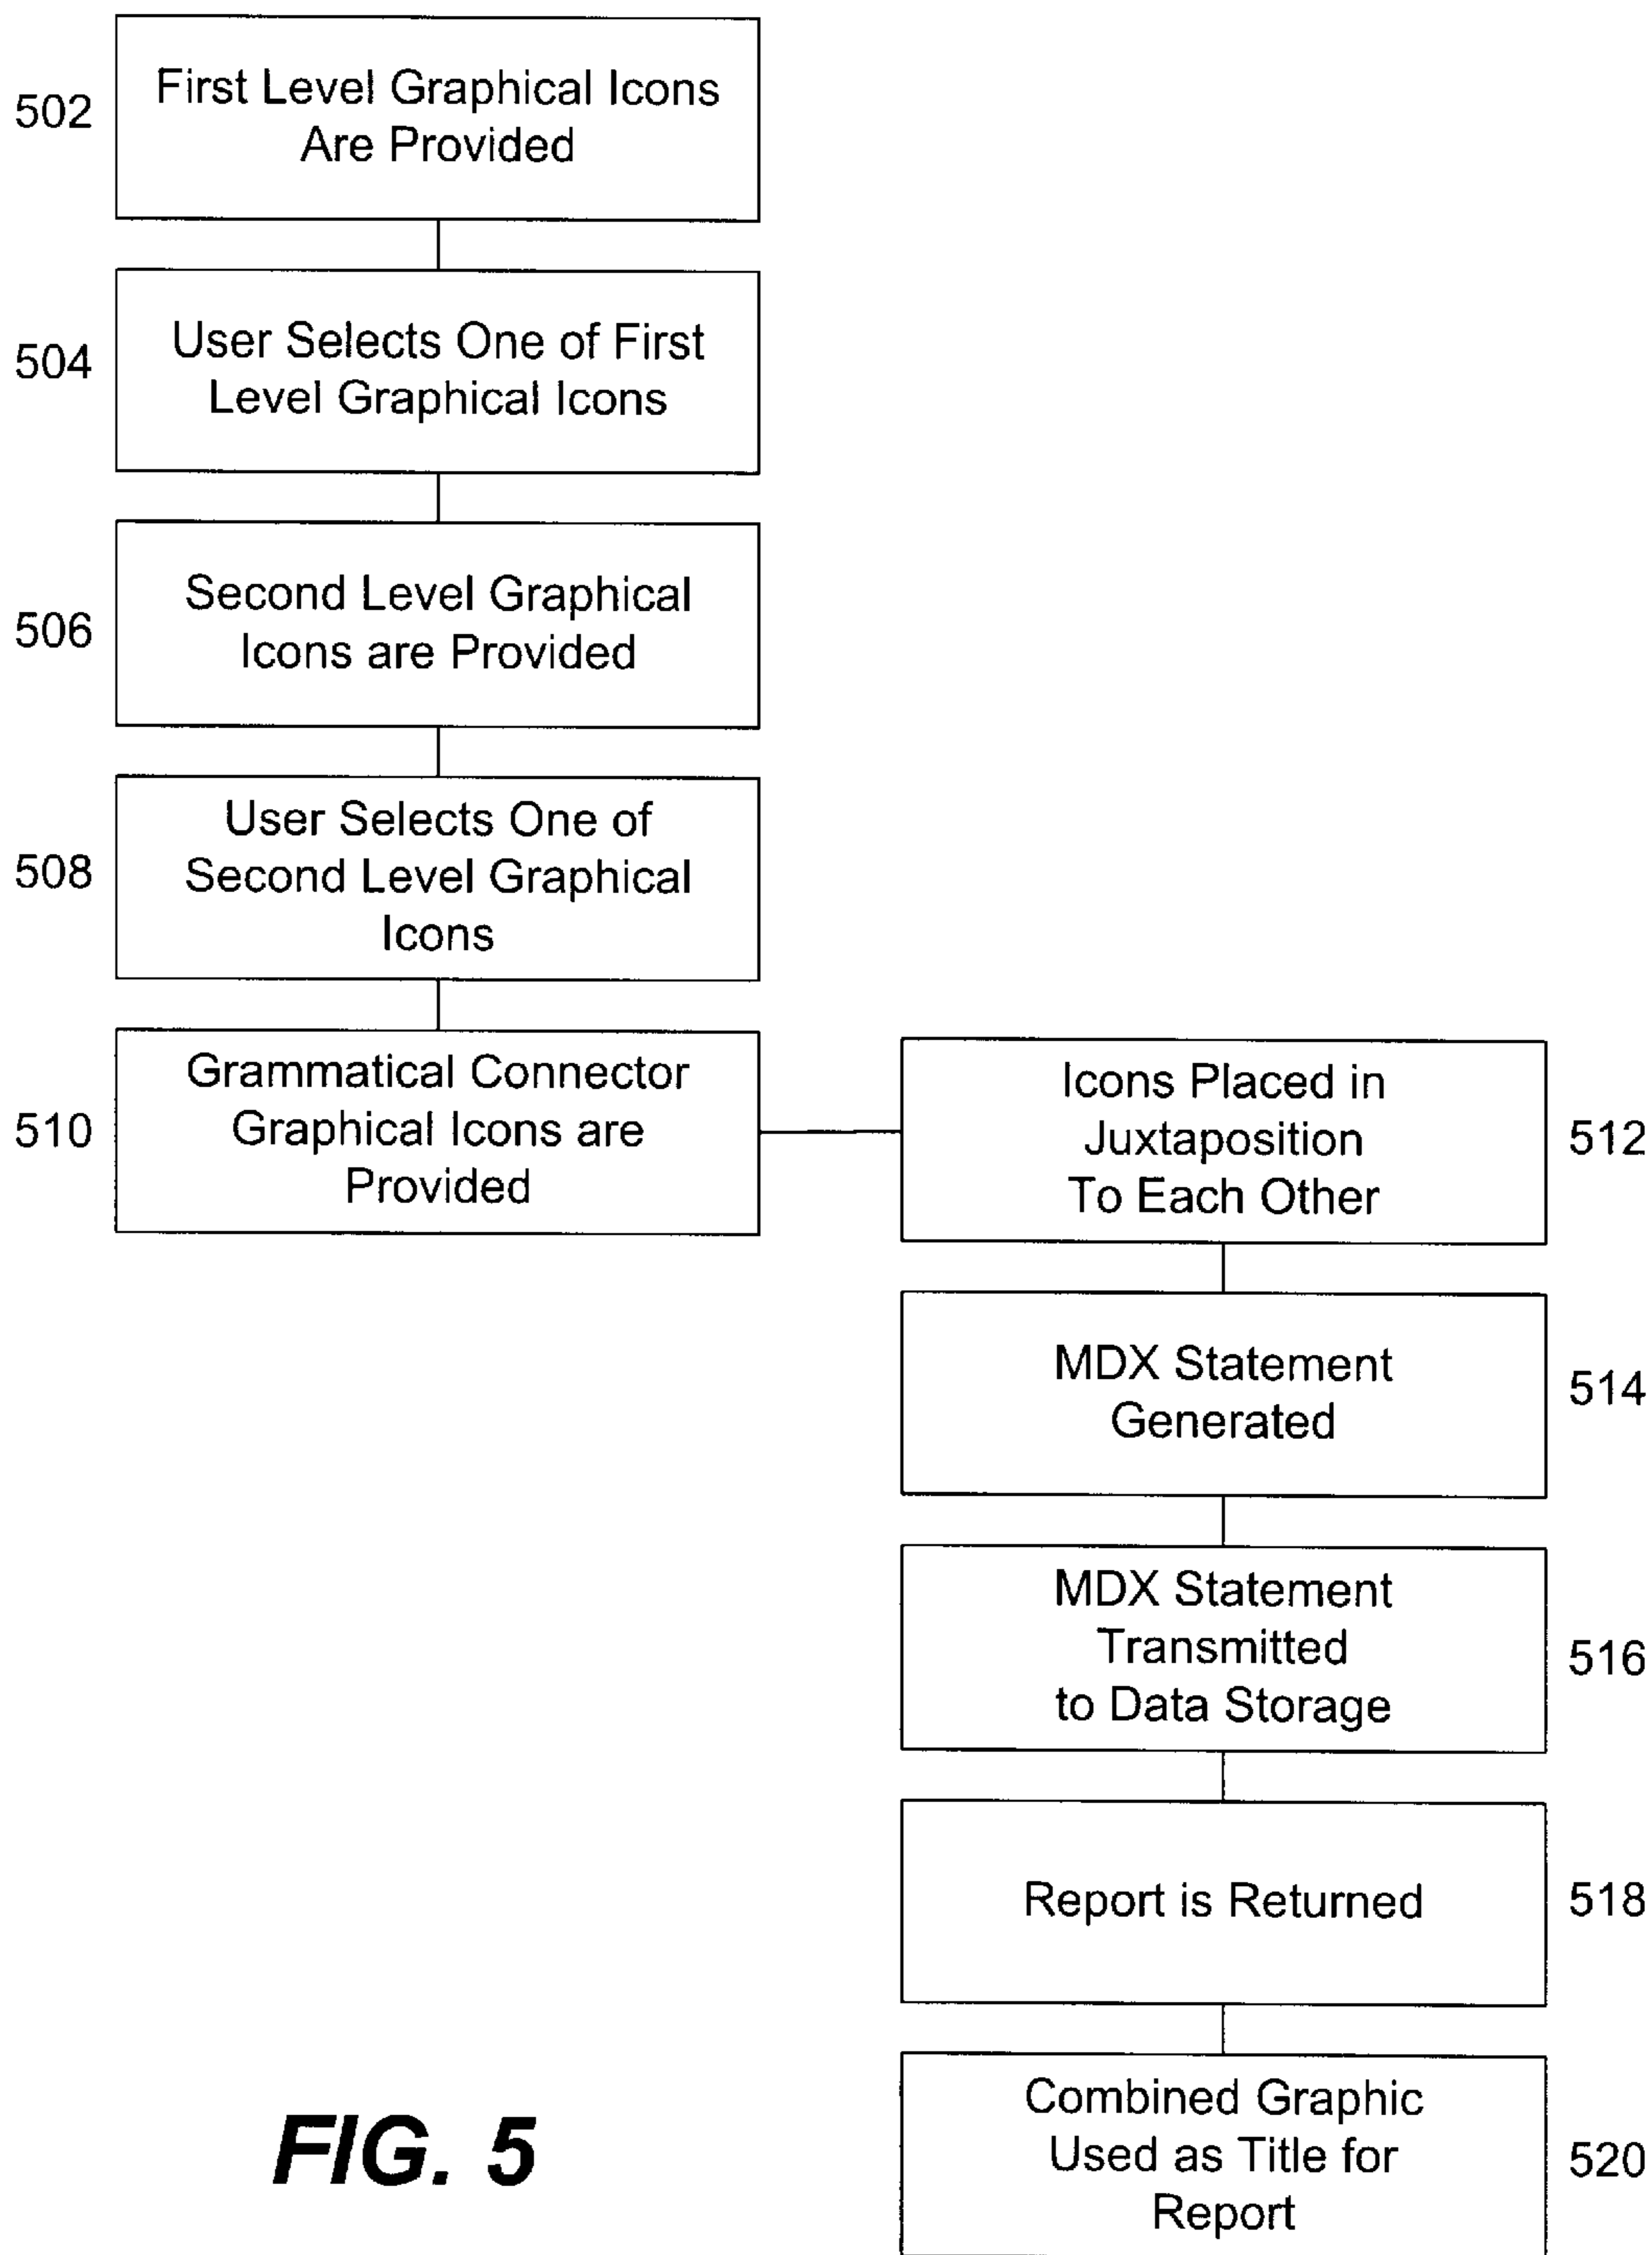 502
First Level Graphical Icons
Are Provided
504
User Selects One of First
Level Graphical Icons
506
Second Level Graphical
Icons are Provided
508
User Selects One of
Second Level Graphical
Icons
510
Grammatical Connector
Graphical Icons are
Provided
Icons Placed in
Juxtaposition
To Each Other
512
MDX Statement
Generated
514
MDX Statement
Transmitted
to Data Storage
516
Report is Returned
518
Combined Graphic
Used as Title for
Report
520
FIG. 5